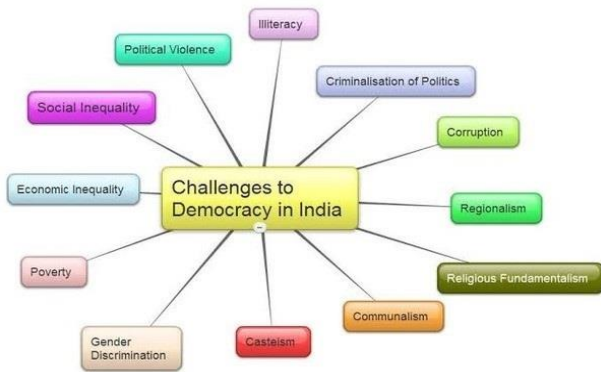 Illiteracy
Political Violence
Criminalisation of Politics
Social Inequality
Corruption
Challenges to
Democracy in India
Economic Inequality
Regionalism
Poverty
Religious Fundamentalism
Communalism
Gender
Discrimination
Casteism